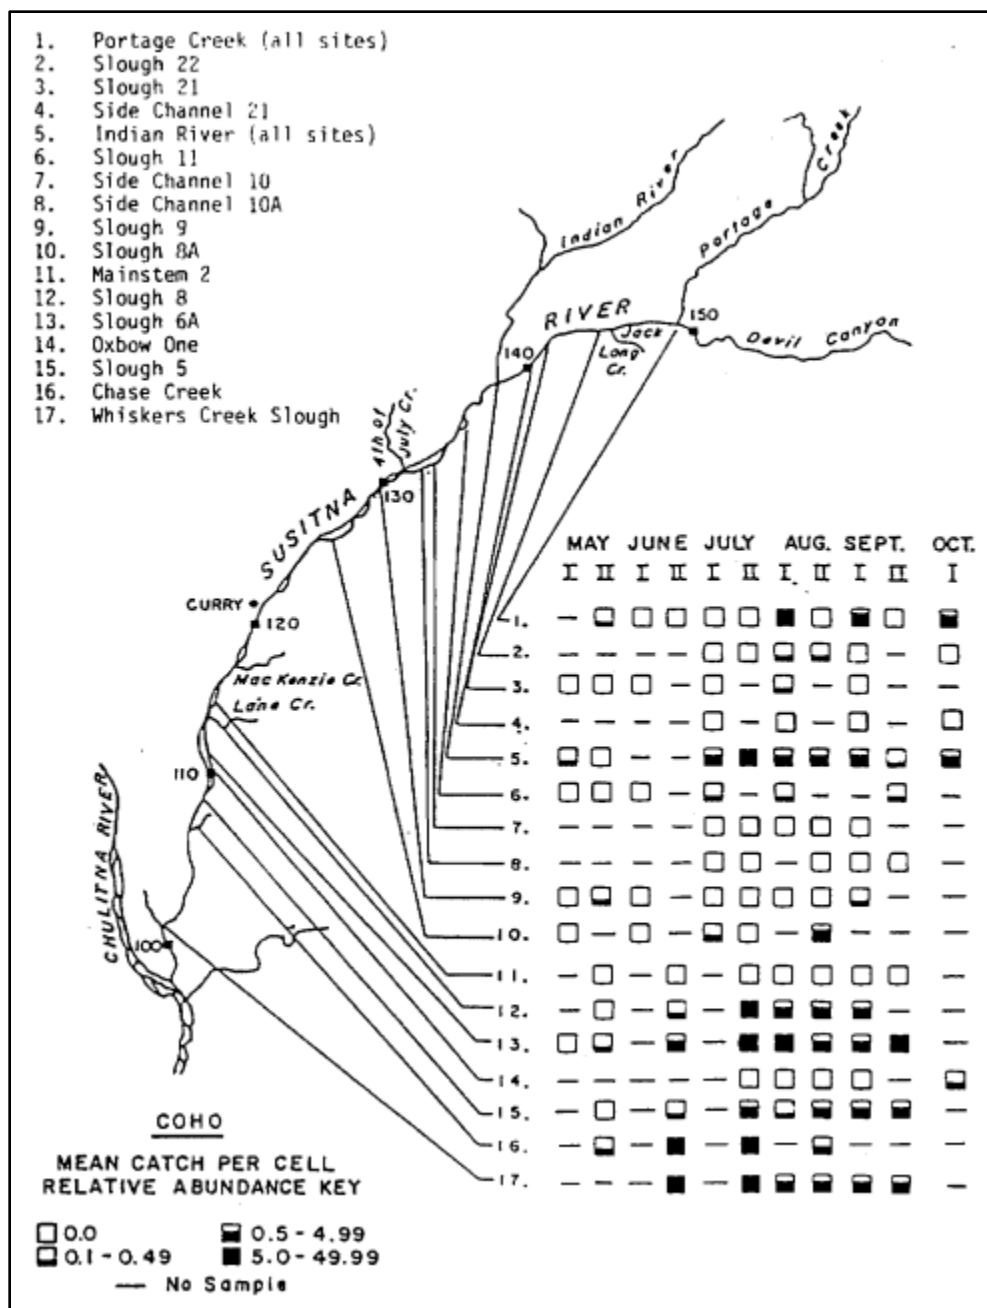 1. Portage Creek (all sites)
2. Slough 22
3. Slough 21
4. Side Channel 21
5. Indian River (all sites)
6. Slough 11
7. Side Channel 10
8. Side Channel 10A
9. Slough 9
10. Slough 8A
11. Mainstem 2
12. Slough 8
13. Slough 6A
14. Oxbow One
15. Slough 5
16. Chase Creek
17. Whiskers Creek Slough
Indian River
Portage Creek
RIVER
150
Jack
Long
Cr.
Devil Canyon
140
4th of
July Cr.
130
SUSITNA
CURRY
120
MacKenzie Cr.
Lane Cr.
110
CHULITNA RIVER
100
MAY JUNE JULY AUG. SEPT. OCT.
I II I II I II I II I II I
1.
2.
3.
4.
5.
6.
7.
8.
9.
10.
11.
12.
13.
14.
15.
16.
17.
COHO
MEAN CATCH PER CELL
RELATIVE ABUNDANCE KEY
0.0 0.5-4.99
0.1-0.49 5.0-49.99
— No Sample